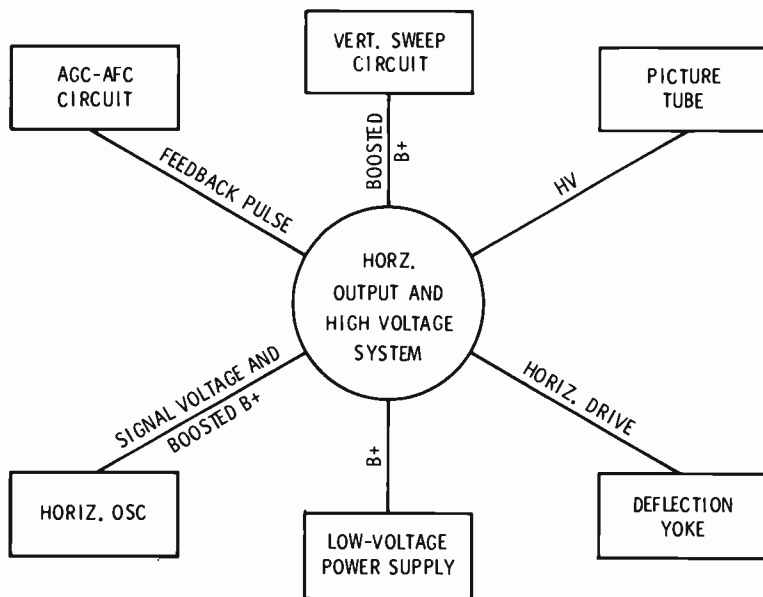 VERT. SWEEP
CIRCUIT
AGC-AFC
CIRCUIT
PICTURE
TUBE
BOOSTED
B+
FEEDBACK PULSE
HV
HORZ.
OUTPUT AND
HIGH VOLTAGE
SYSTEM
SIGNAL VOLTAGE AND
BOOSTED B+
B+
HORIZ. DRIVE
HORIZ. OSC
LOW-VOLTAGE
POWER SUPPLY
DEFLECTION
YOKE